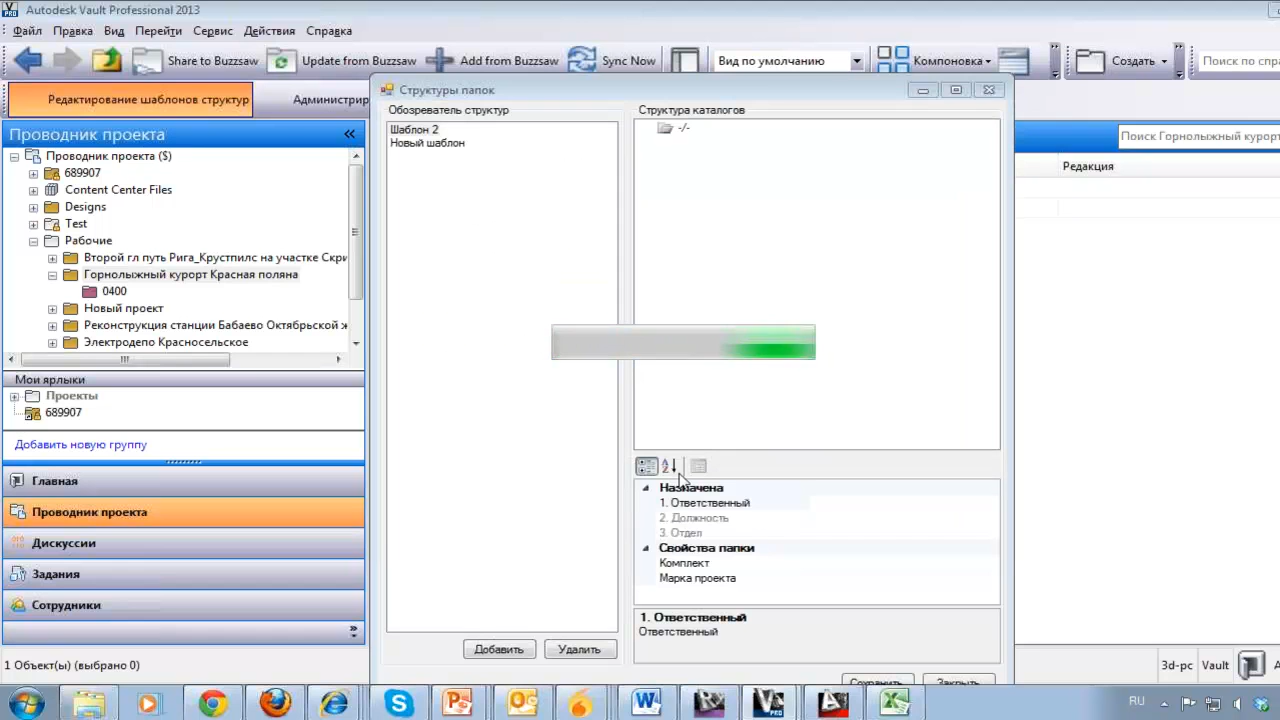 Autodesk Vault Professional 2013
Файл Правка Вид Перейти Сервис Действия Справка
Share to Buzzsaw Update from Buzzsaw Add from Buzzsaw Sync Now Вид по умолчанию Компоновка Создать Поиск по спра
Редактирование шаблонов структур Администрир
Структуры папок
Обозреватель структур
Шаблон 2
Новый шаблон
Добавить Удалить
Структура каталогов
-/-
Назначена
1. Ответственный
2. Должность
3. Отдел
Свойства папки
Комплект
Марка проекта
1. Ответственный
Ответственный
Сохранить Закрыть
Проводник проекта
Проводник проекта ($)
689907
Content Center Files
Designs
Test
Рабочие
Второй гл путь Рига_Крустпилс на участке Скри
Горнолыжный курорт Красная поляна
0400
Новый проект
Реконструкция станции Бабаево Октябрьской ж
Электродепо Красносельское
Мои ярлыки
Проекты
689907
Добавить новую группу
Главная
Проводник проекта
Дискуссии
Задания
Сотрудники
Поиск Горнолыжный курорт
Редакция
1 Объект(ы) (выбрано 0)
3d-pc Vault
RU